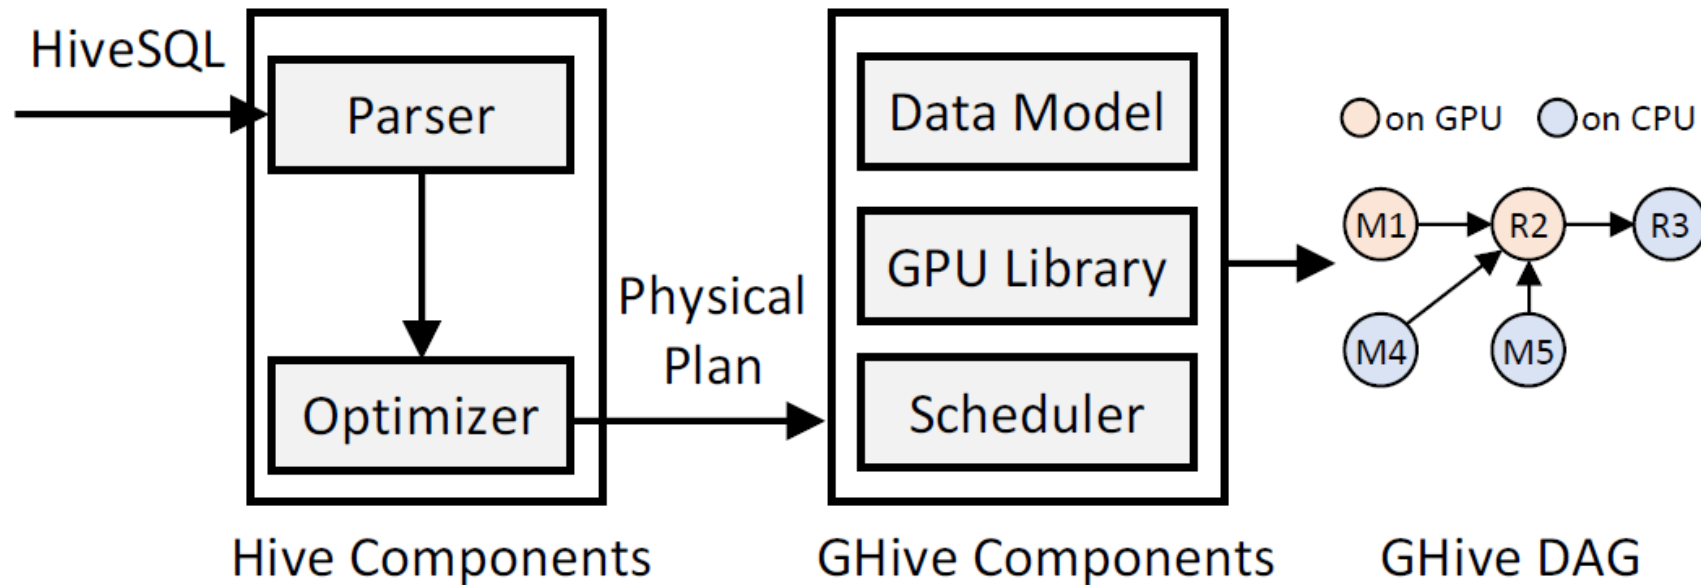 HiveSQL
Parser
Optimizer
Hive Components
Physical
Plan
Data Model
GPU Library
Scheduler
GHive Components
on GPU
on CPU
M1
R2
R3
M4
M5
GHive DAG